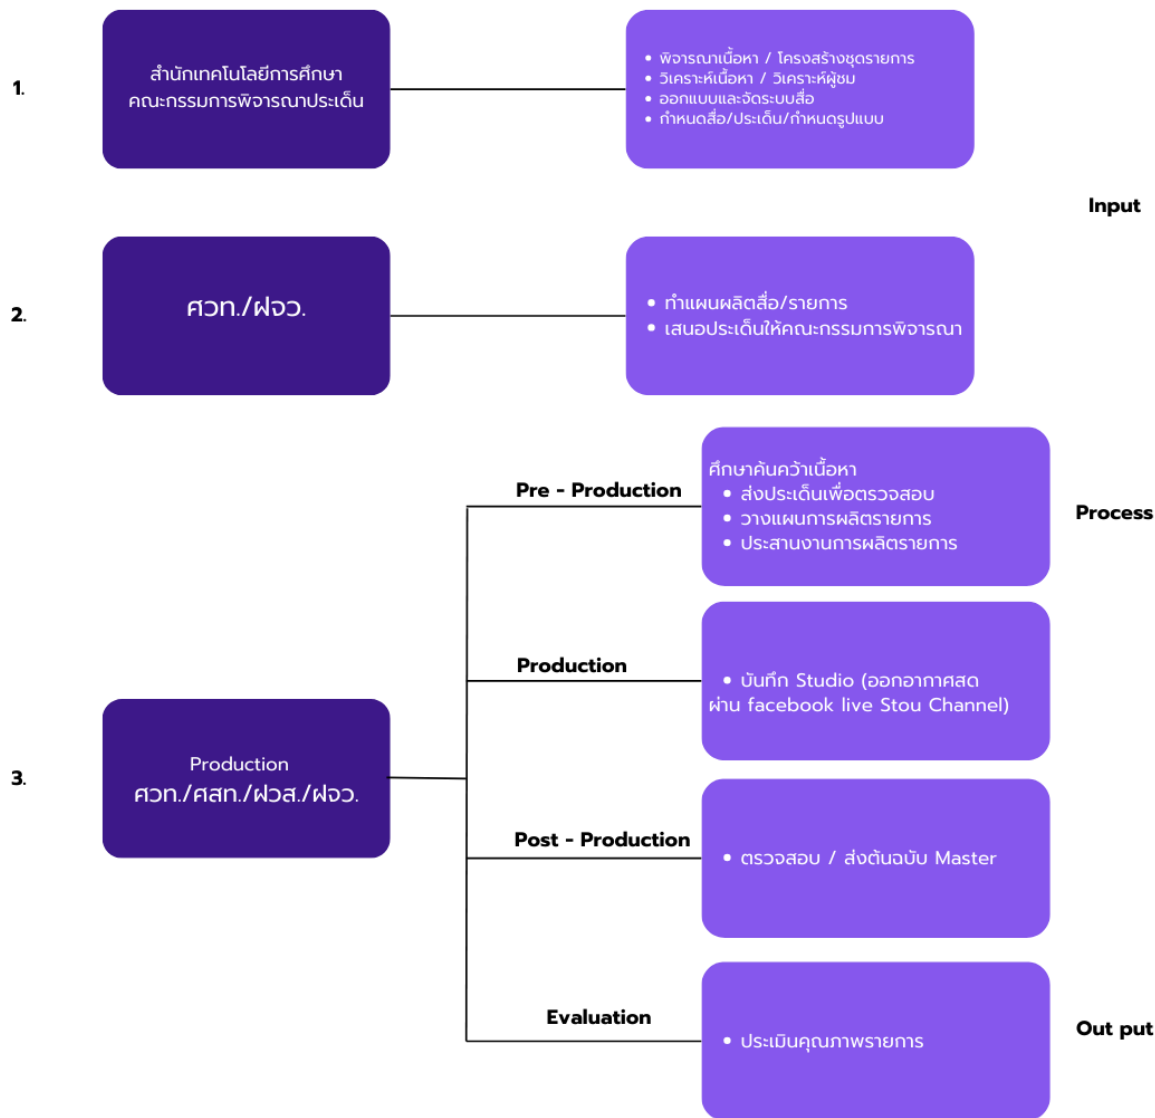 1.
สำนักเทคโนโลยีการศึกษา
คณะกรรมการพิจารณาประเด็น
• พิจารณาเนื้อหา / โครงสร้างชุดรายการ
• วิเคราะห์เนื้อหา / วิเคราะห์ผู้ชม
• ออกแบบและจัดระบบสื่อ
• กำหนดสื่อ/ประเด็น/กำหนดรูปแบบ
Input
2.
ศวท./ฝจว.
• ทำแผนผลิตสื่อ/รายการ
• เสนอประเด็นให้คณะกรรมการพิจารณา
Pre - Production
ศึกษาค้นคว้าเนื้อหา
• ส่งประเด็นเพื่อตรวจสอบ
• วางแผนการผลิตรายการ
• ประสานงานการผลิตรายการ
Process
Production
• บันทึก Studio (ออกอากาศสด
ผ่าน facebook live Stou Channel)
3.
Production
ศวท./ศสท./ฝวส./ฝจว.
Post - Production
• ตรวจสอบ / ส่งต้นฉบับ Master
Evaluation
• ประเมินคุณภาพรายการ
Out put